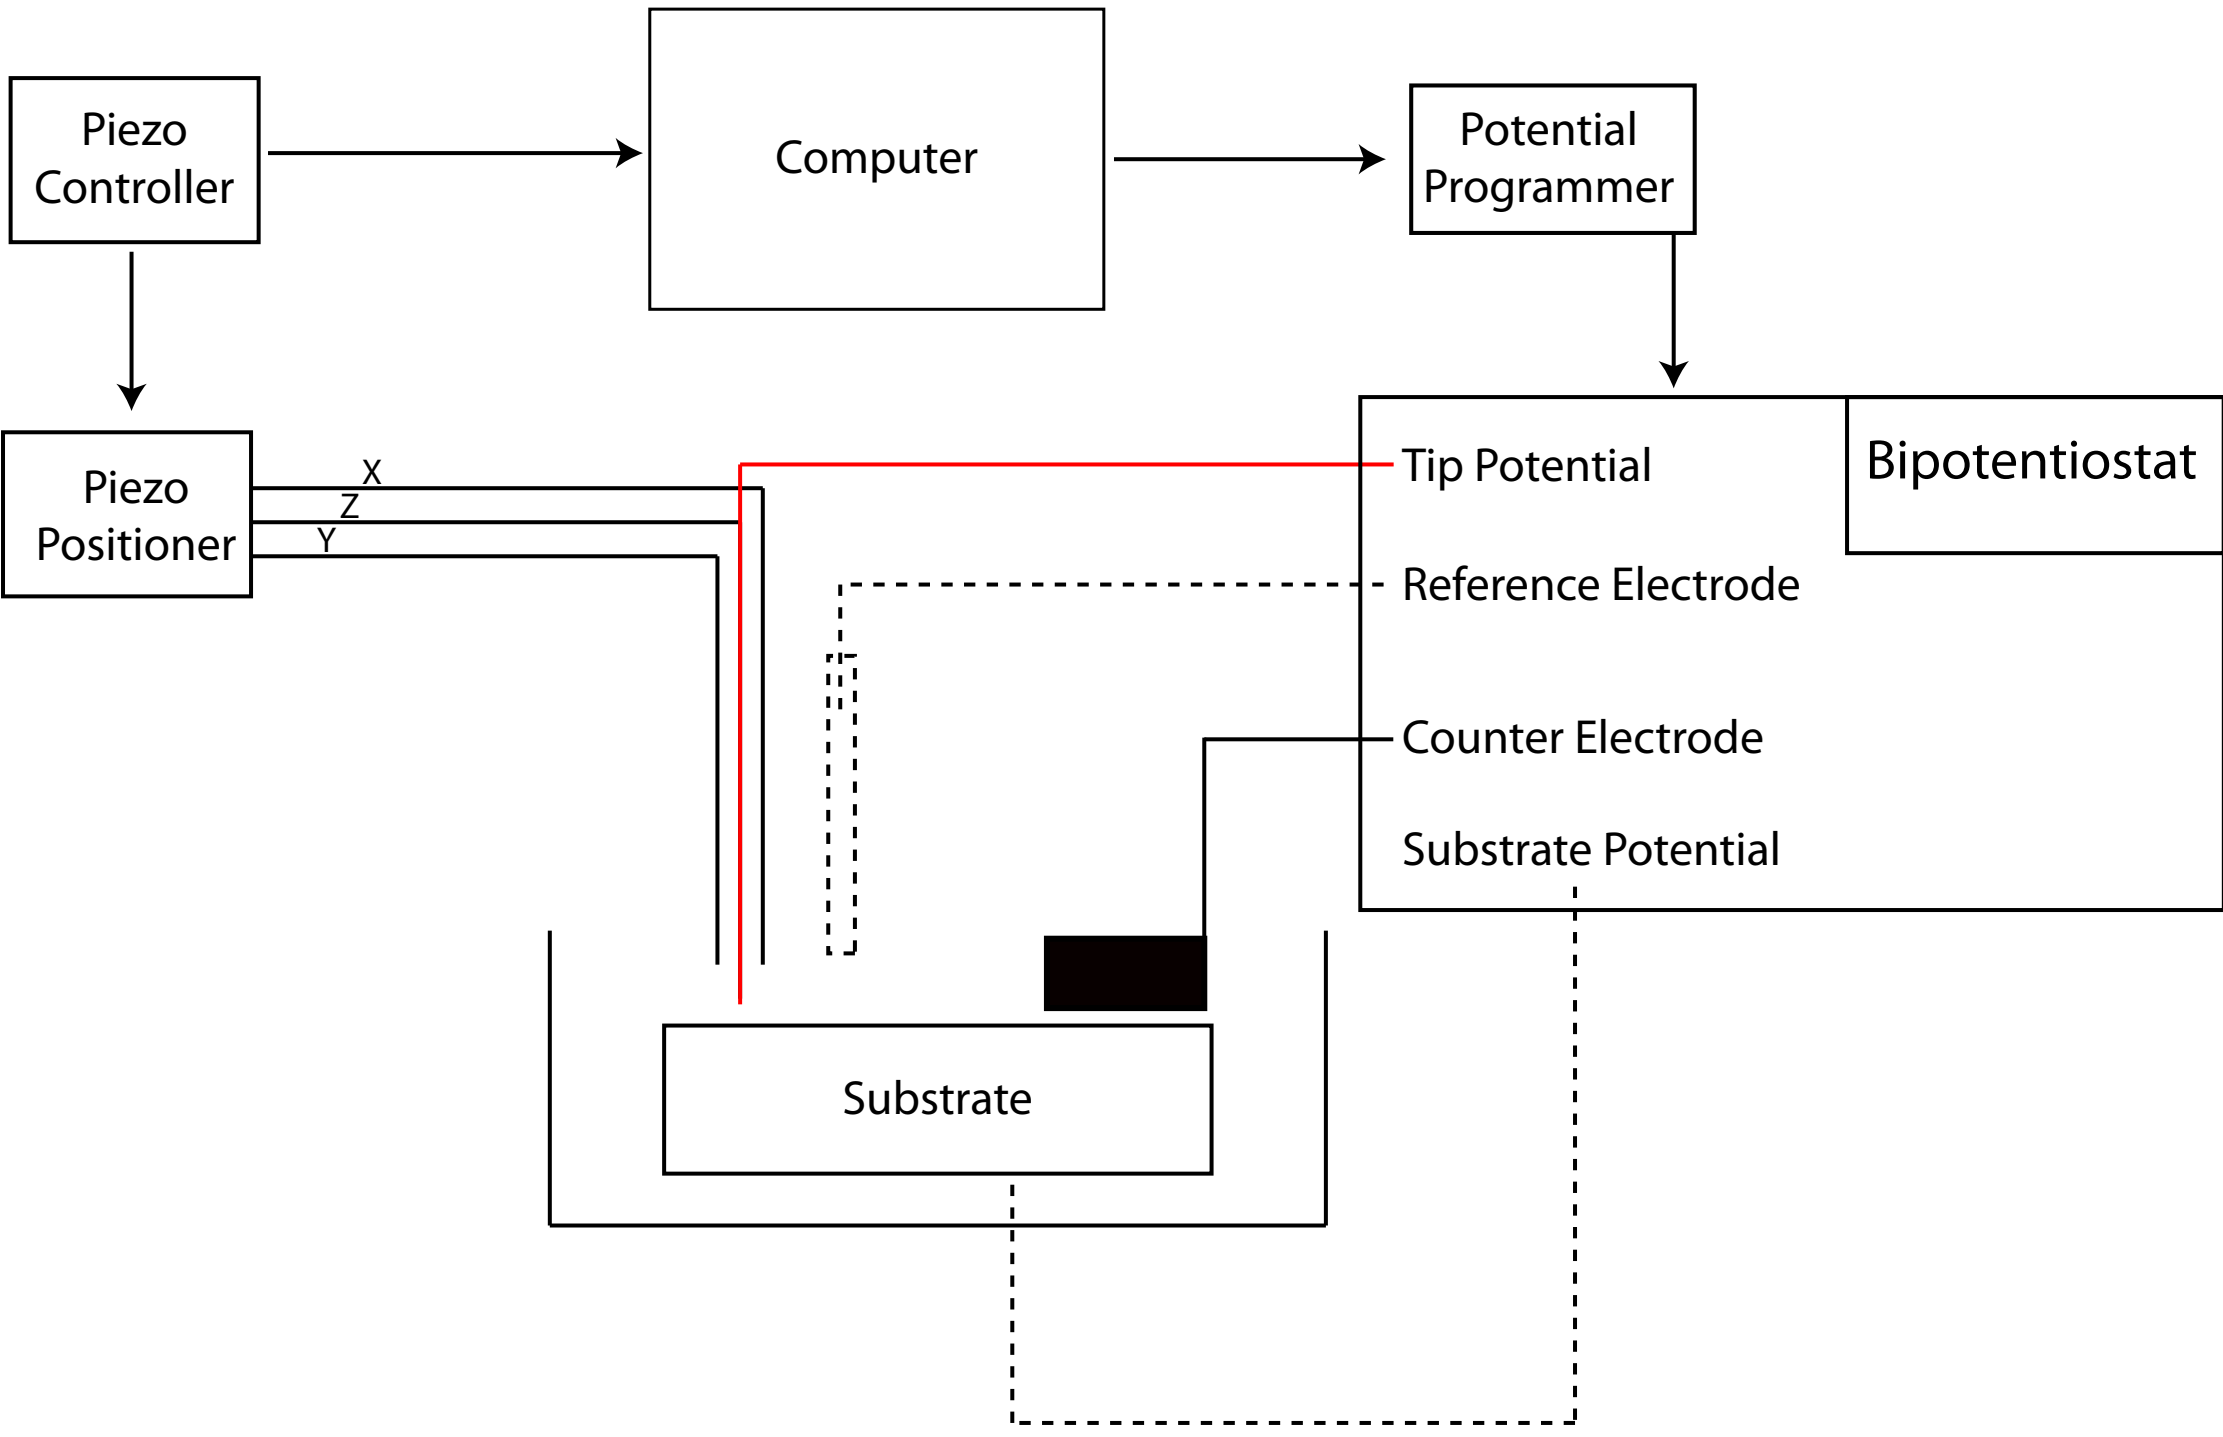 Piezo
Controller
Computer
Potential
Programmer
Piezo
Positioner
X
Z
Y
Tip Potential
Bipotentiostat
Reference Electrode
Counter Electrode
Substrate Potential
Substrate